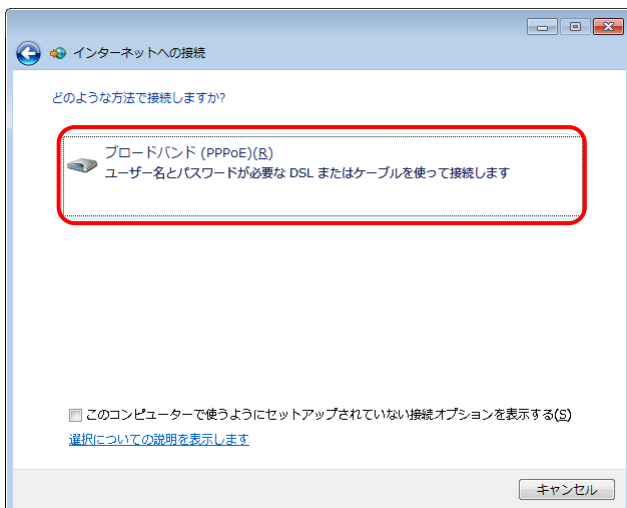 インターネットへの接続
どのような方法で接続しますか?
ブロードバンド (PPPoE)(R)
ユーザー名とパスワードが必要な DSL またはケーブルを使って接続します
このコンピューターで使うようにセットアップされていない接続オプションを表示する(S)
選択についての説明を表示します
キャンセル